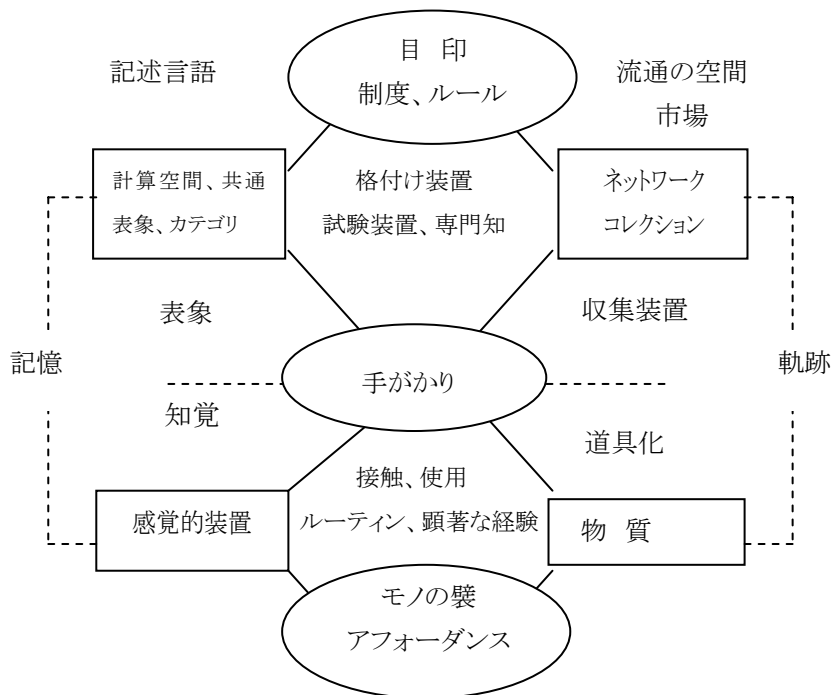 目 印
制度、ルール
記述言語
流通の空間
市場
計算空間、共通
表象、カテゴリ
格付け装置
試験装置、専門知
ネットワーク
コレクション
表象
収集装置
記憶
手がかり
軌跡
知覚
道具化
接触、使用
ルーティン、顕著な経験
感覚的装置
物 質
モノの襞
アフォーダンス